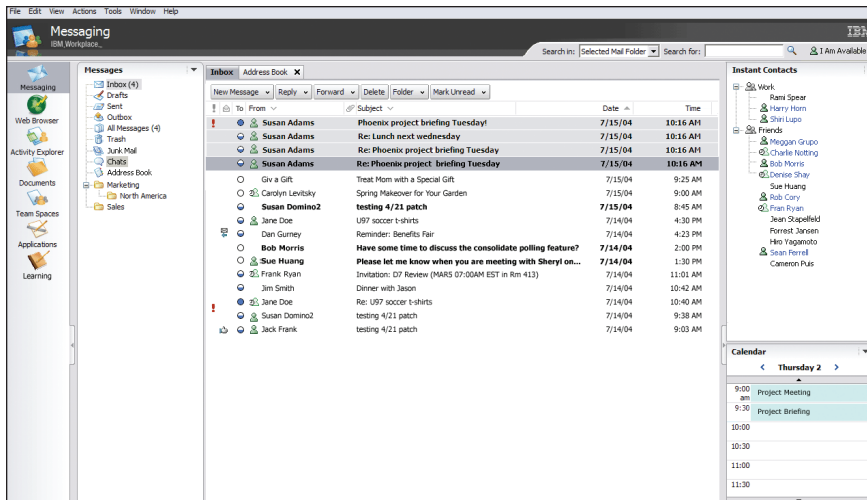 File Edit View Actions Tools Window Help
Messaging
IBM Workplace
IBM
Search in: Selected Mail Folder Search for: I Am Available
Messaging
Web Browser
Activity Explorer
Documents
Team Spaces
Applications
Learning
Messages
Inbox (4)
Drafts
Sent
Outbox
All Messages (4)
Trash
Junk Mail
Chats
Address Book
Marketing
North America
Sales
Inbox Address Book X
New Message Reply Forward Delete Folder Mark Unread
! To From Subject Date Time
! Susan Adams Phoenix project briefing Tuesday! 7/15/04 10:16 AM
Susan Adams Re: Lunch next wednesday 7/15/04 10:16 AM
Susan Adams Re: Phoenix project briefing Tuesday 7/15/04 10:16 AM
Susan Adams Re: Phoenix project briefing Tuesday 7/15/04 10:16 AM
Giv a Gift Treat Mom with a Special Gift 7/15/04 9:25 AM
Carolyn Levitsky Spring Makeover for Your Garden 7/15/04 9:00 AM
Susan Domino2 testing 4/21 patch 7/15/04 8:45 AM
Jane Doe U97 soccer t-shirts 7/14/04 4:30 PM
Dan Gurney Reminder: Benefits Fair 7/14/04 4:23 PM
Bob Morris Have some time to discuss the consolidate polling feature? 7/14/04 2:00 PM
Sue Huang Please let me know when you are meeting with Sheryl on... 7/14/04 1:30 PM
Frank Ryan Invitation: D7 Review (MAR5 07:00AM EST in Rm 413) 7/14/04 11:01 AM
Jim Smith Dinner with Jason 7/14/04 10:42 AM
! Jane Doe Re: U97 soccer t-shirts 7/14/04 10:40 AM
Susan Domino2 testing 4/21 patch 7/14/04 9:38 AM
Jack Frank testing 4/21 patch 7/14/04 9:03 AM
Instant Contacts
Work
Rami Spear
Harry Horn
Shiri Lupo
Friends
Meggan Grupo
Charlie Notting
Bob Morris
Denise Shay
Sue Huang
Rob Cory
Fran Ryan
Jean Stapelfeld
Forrest Jansen
Hiro Yagamoto
Sean Ferrell
Cameron Puis
Calendar
< Thursday 2 >
9:00 am Project Meeting
9:30 Project Briefing
10:00
10:30
11:00
11:30